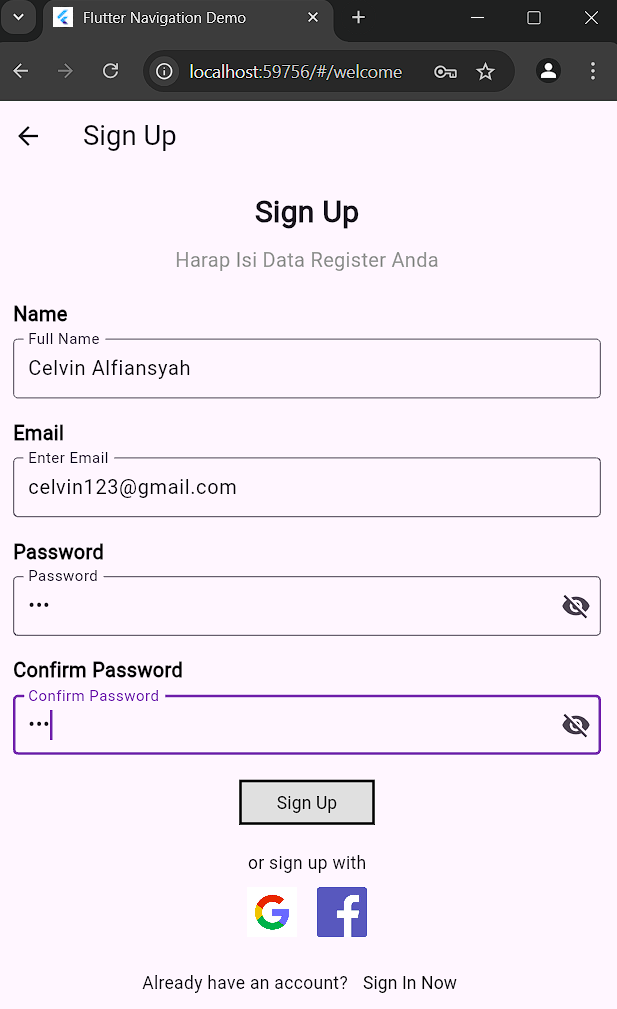 Flutter Navigation Demo
localhost:59756/#/welcome
Sign Up
Sign Up
Harap Isi Data Register Anda
Name
Full Name
Celvin Alfiansyah
Email
Enter Email
celvin123@gmail.com
Password
Password
•••
Confirm Password
Confirm Password
•••
Sign Up
or sign up with
Already have an account? Sign In Now